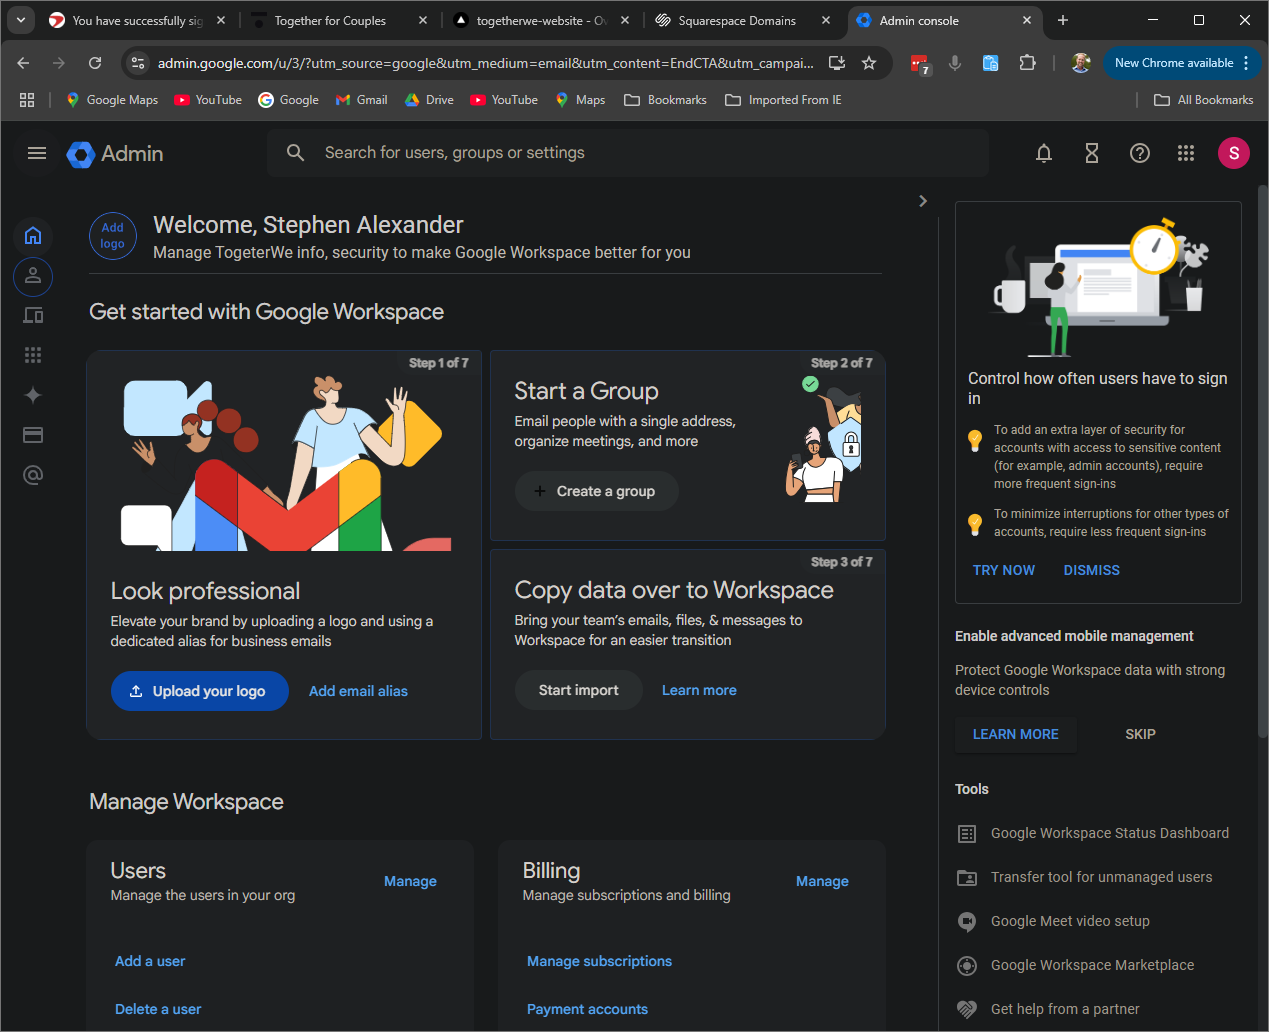 You have successfully sig
Together for Couples
togetherwe-website - Ov
Squarespace Domains
Admin console
admin.google.com/u/3/?utm_source=google&utm_medium=email&utm_content=EndCTA&utm_campai...
7
New Chrome available
Google Maps
YouTube
Google
Gmail
Drive
YouTube
Maps
Bookmarks
Imported From IE
All Bookmarks
Admin
Search for users, groups or settings
S
Add logo
Welcome, Stephen Alexander
Manage TogeterWe info, security to make Google Workspace better for you
Get started with Google Workspace
Step 1 of 7
Look professional
Elevate your brand by uploading a logo and using a
dedicated alias for business emails
Upload your logo
Add email alias
Step 2 of 7
Start a Group
Email people with a single address,
organize meetings, and more
Create a group
Step 3 of 7
Copy data over to Workspace
Bring your team's emails, files, & messages to
Workspace for an easier transition
Start import
Learn more
Manage Workspace
Users
Manage the users in your org
Manage
Add a user
Delete a user
Billing
Manage subscriptions and billing
Manage
Manage subscriptions
Payment accounts
Control how often users have to sign
in
To add an extra layer of security for
accounts with access to sensitive content
(for example, admin accounts), require
more frequent sign-ins
To minimize interruptions for other types of
accounts, require less frequent sign-ins
TRY NOW
DISMISS
Enable advanced mobile management
Protect Google Workspace data with strong
device controls
LEARN MORE
SKIP
Tools
Google Workspace Status Dashboard
Transfer tool for unmanaged users
Google Meet video setup
Google Workspace Marketplace
Get help from a partner